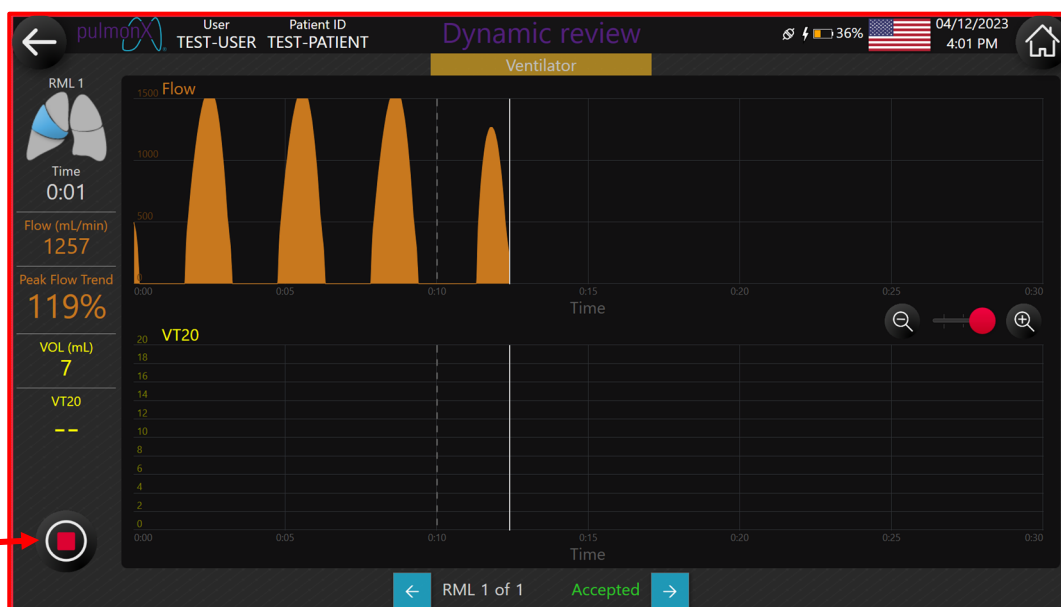 pulmonX
User
TEST-USER
Patient ID
TEST-PATIENT
Dynamic review
36%
04/12/2023
4:01 PM
Ventilator
RML 1
Time
0:01
Flow (mL/min)
1257
Peak Flow Trend
119%
VOL (mL)
7
VT20
--
Flow
1500
1000
500
0
0:00 0:05 0:10 0:15 0:20 0:25 0:30
Time
VT20
20
18
16
14
12
10
8
6
4
2
0
0:00 0:05 0:10 0:15 0:20 0:25 0:30
Time
RML 1 of 1 Accepted